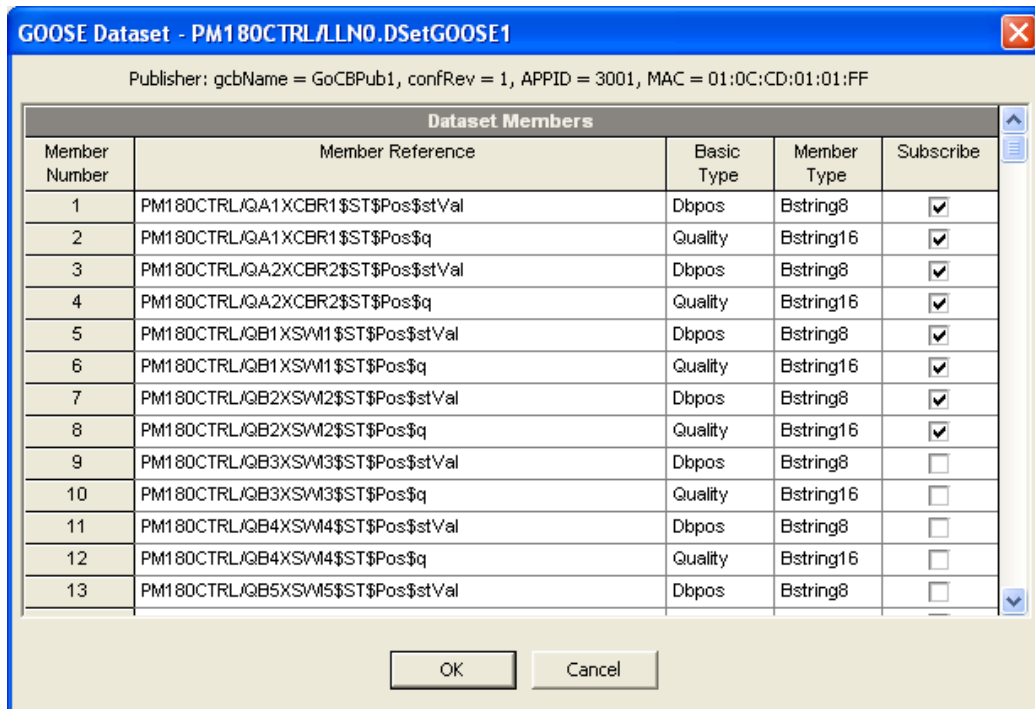 GOOSE Dataset - PM180CTRL/LLN0.DSetGOOSE1
Publisher: gcbName = GoCBPub1, confRev = 1, APPID = 3001, MAC = 01:0C:CD:01:01:FF
Dataset Members
Member Number Member Reference Basic Type Member Type Subscribe
1 PM180CTRL/QA1XCBR1$ST$Pos$stVal Dbpos Bstring8
2 PM180CTRL/QA1XCBR1$ST$Pos$q Quality Bstring16
3 PM180CTRL/QA2XCBR2$ST$Pos$stVal Dbpos Bstring8
4 PM180CTRL/QA2XCBR2$ST$Pos$q Quality Bstring16
5 PM180CTRL/QB1XSWI1$ST$Pos$stVal Dbpos Bstring8
6 PM180CTRL/QB1XSWI1$ST$Pos$q Quality Bstring16
7 PM180CTRL/QB2XSWI2$ST$Pos$stVal Dbpos Bstring8
8 PM180CTRL/QB2XSWI2$ST$Pos$q Quality Bstring16
9 PM180CTRL/QB3XSWI3$ST$Pos$stVal Dbpos Bstring8
10 PM180CTRL/QB3XSWI3$ST$Pos$q Quality Bstring16
11 PM180CTRL/QB4XSWI4$ST$Pos$stVal Dbpos Bstring8
12 PM180CTRL/QB4XSWI4$ST$Pos$q Quality Bstring16
13 PM180CTRL/QB5XSWI5$ST$Pos$stVal Dbpos Bstring8
OK Cancel